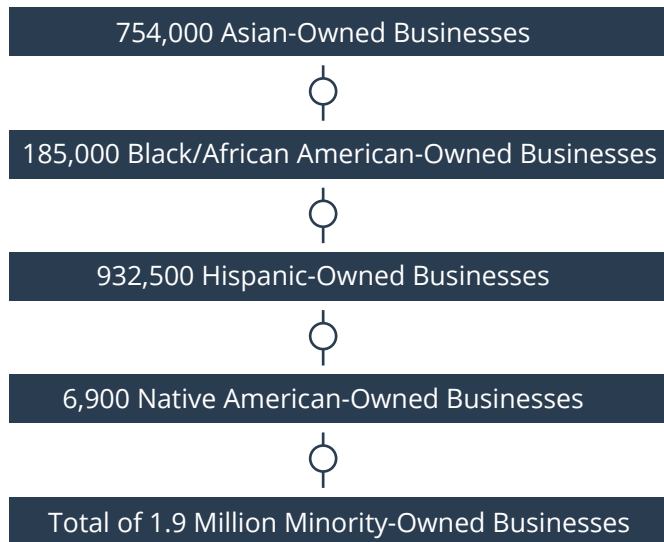 754,000 Asian-Owned Businesses
185,000 Black/African American-Owned Businesses
932,500 Hispanic-Owned Businesses
6,900 Native American-Owned Businesses
Total of 1.9 Million Minority-Owned Businesses